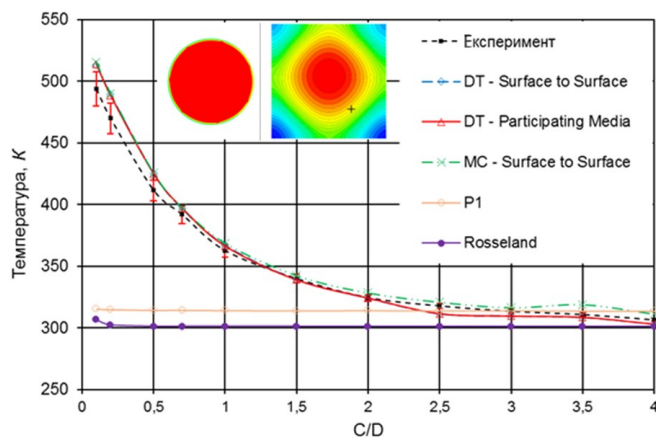 550
500
450
400
350
300
250
Температура, К
0
0,5
1
1,5
2
2,5
3
3,5
4
C/D
Експеримент
DT - Surface to Surface
DT - Participating Media
MC - Surface to Surface
P1
Rosseland